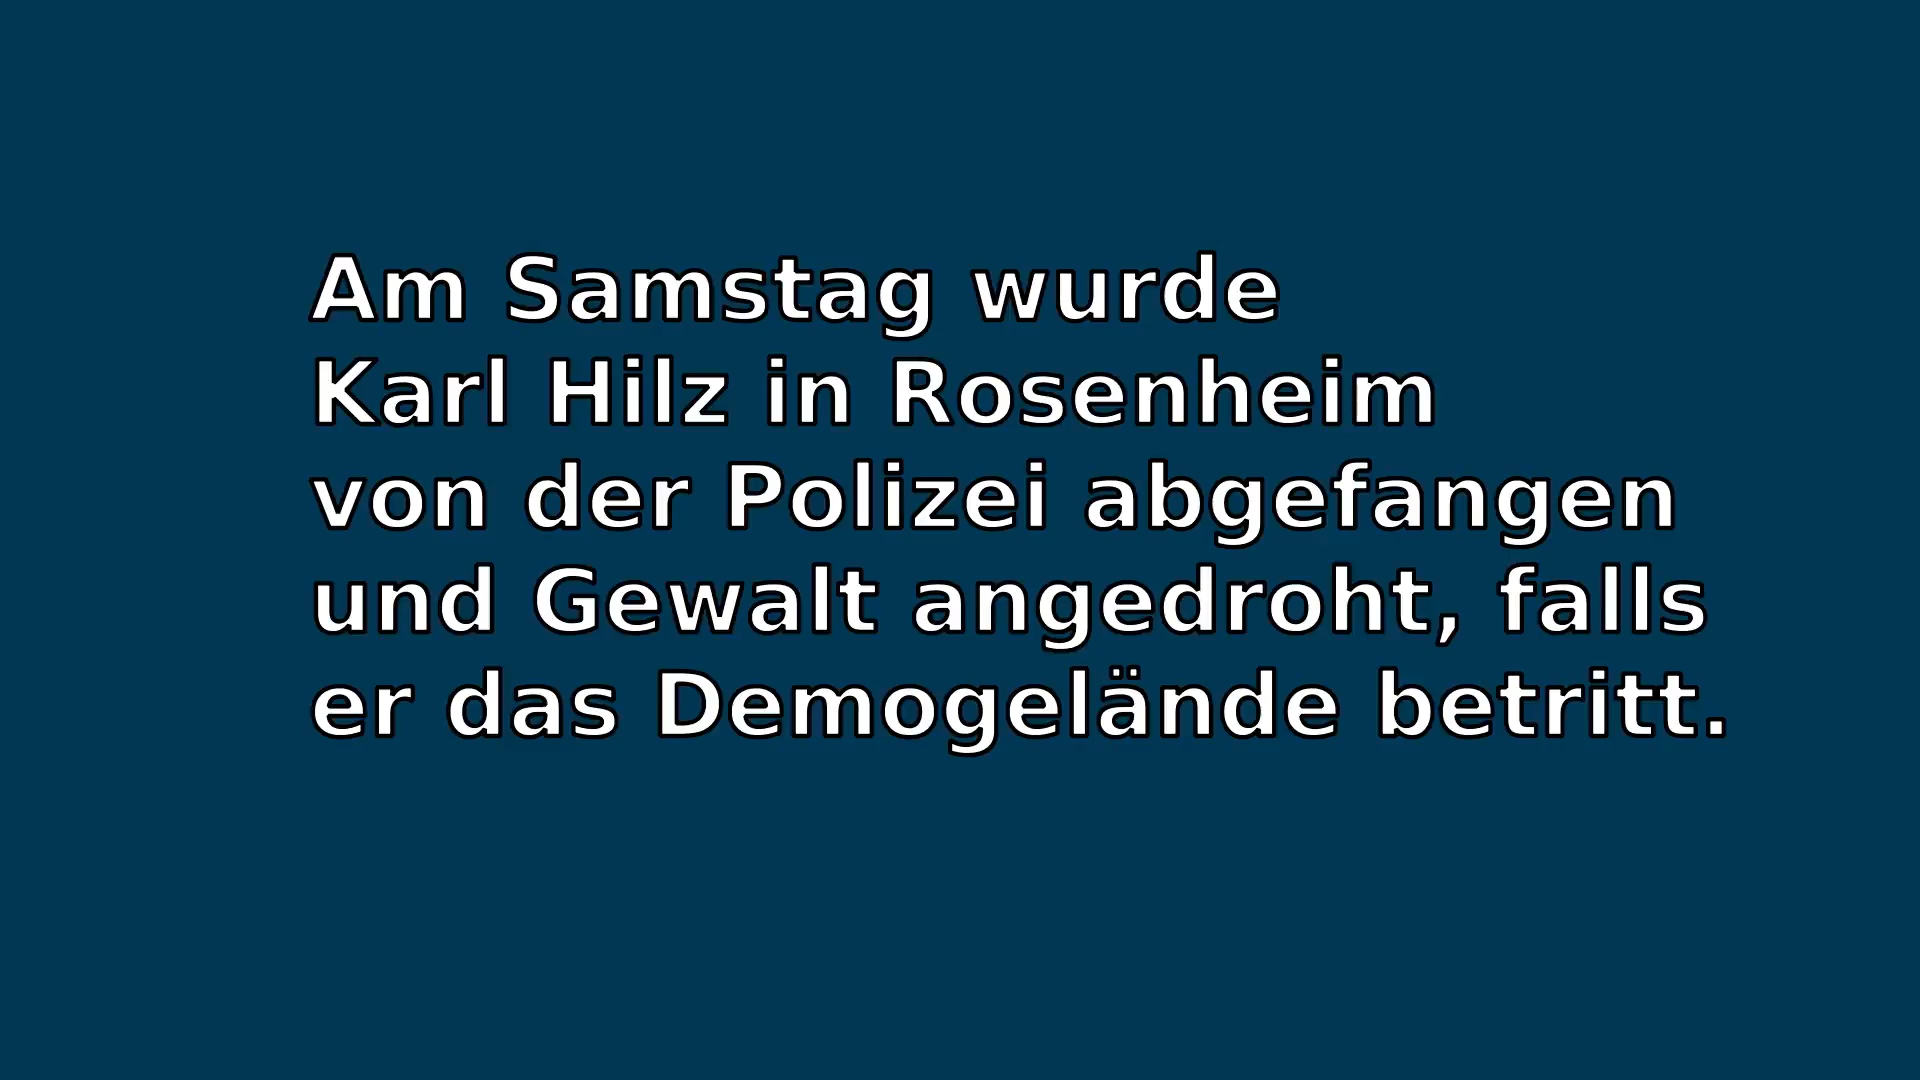 Am Samstag wurde
Karl Hilz in Rosenheim
von der Polizei abgefangen
und Gewalt angedroht, falls
er das Demogelände betritt.